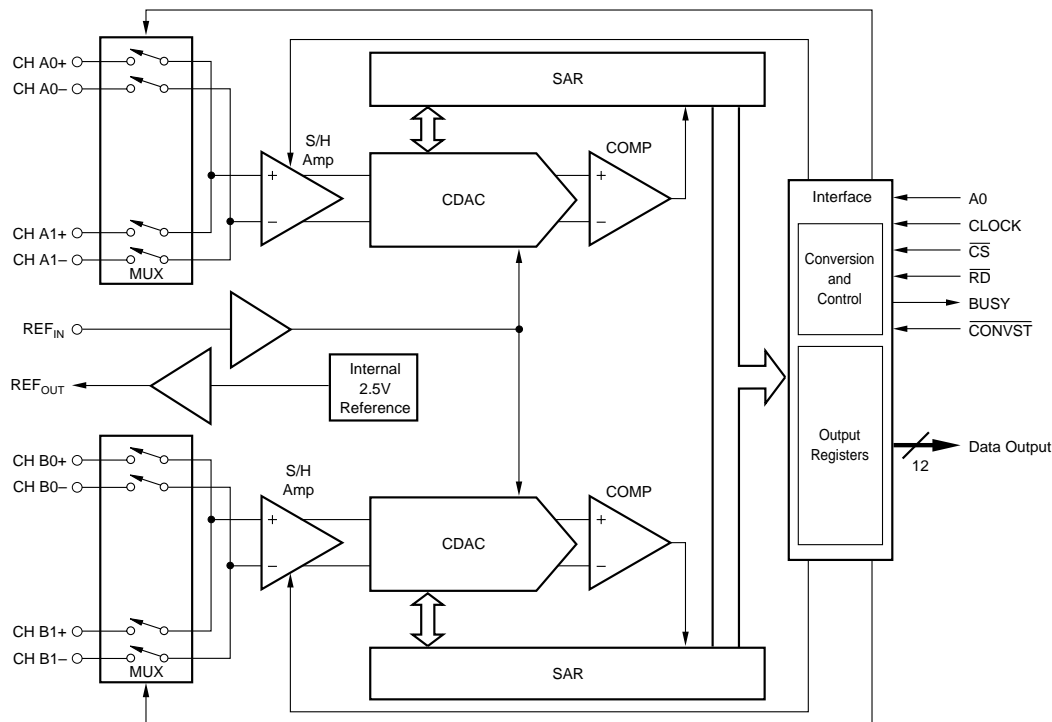 CH A0+
CH A0–
CH A1+
CH A1–
MUX
S/H
Amp
SAR
CDAC
COMP
+
–
+
–
REFIN
REFOUT
Internal
2.5V
Reference
Interface
Conversion
and
Control
Output
Registers
A0
CLOCK
CS
RD
BUSY
CONVST
12
Data Output
CH B0+
CH B0–
CH B1+
CH B1–
MUX
S/H
Amp
+
–
CDAC
COMP
+
–
SAR